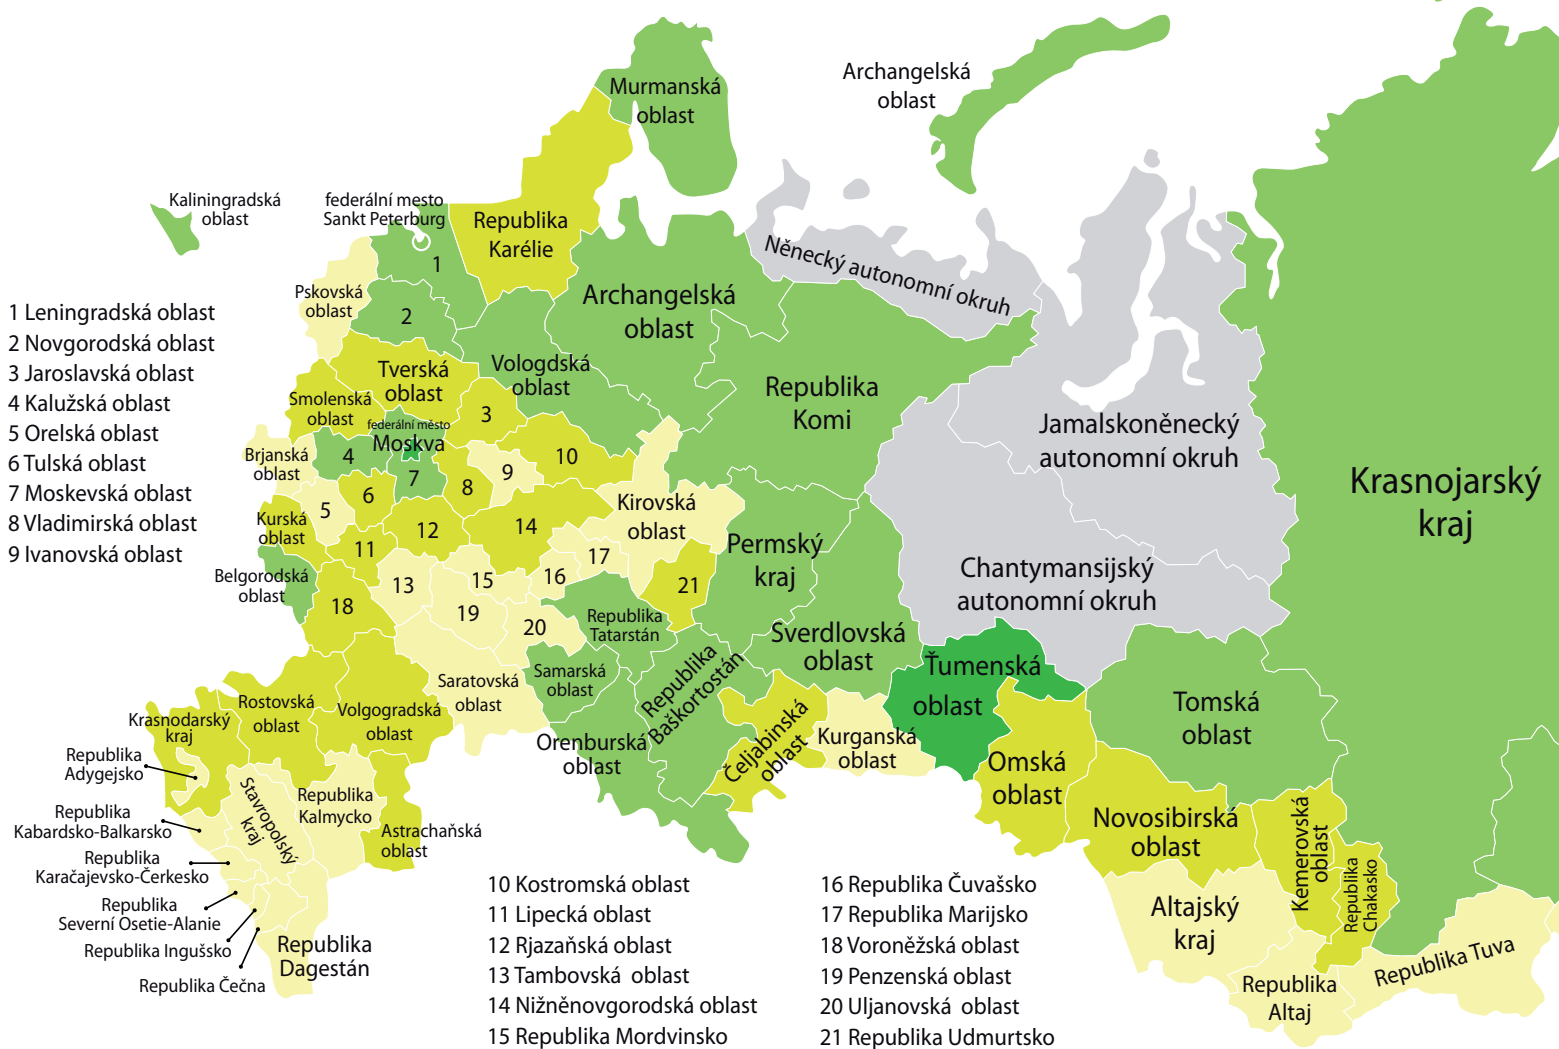 Murmanská
oblast
Archangelská
oblast
Kaliningradská
oblast
federální mesto
Sankt Peterburg
Republika
Karélie
1
Něnecký autonomní okruh
Pskovská
oblast
2
Archangelská
oblast
1 Leningradská oblast
2 Novgorodská oblast
3 Jaroslavská oblast
4 Kalužská oblast
5 Orelská oblast
6 Tulská oblast
7 Moskevská oblast
8 Vladimirská oblast
9 Ivanovská oblast
Tverská
oblast
Vologdská
oblast
Republika
Komi
Smolenská
oblast
3
federální město
Moskva
Jamalskoněnecký
autonomní okruh
Brjanská
oblast
4
7
8
9
10
Krasnojarský
kraj
5
6
Kirovská
oblast
Kurská
oblast
11
12
14
17
Permský
kraj
Chantymansijský
autonomní okruh
Belgorodská
oblast
13
15
16
21
18
19
20
Republika
Tatarstán
Sverdlovská
oblast
Ťumenská
oblast
Samarská
oblast
Republika
Baškortostán
Saratovská
oblast
Tomská
oblast
Rostovská
oblast
Volgogradská
oblast
Krasnodarský
kraj
Orenburská
oblast
Čeljabinská
oblast
Kurganská
oblast
Omská
oblast
Republika
Adygejsko
Stavropolský
kraj
Republika
Kalmycko
Novosibirská
oblast
Kemerovská
oblast
Republika
Chakasko
Republika
Kabardsko-Balkarsko
Astrachaňská
oblast
Republika
Karačajevsko-Čerkesko
Republika
Severní Osetie-Alanie
Republika Ingušsko
Republika Čečna
Republika
Dagestán
Altajský
kraj
Republika
Altaj
Republika Tuva
10 Kostromská oblast
11 Lipecká oblast
12 Rjazaňská oblast
13 Tambovská oblast
14 Nižněnovgorodská oblast
15 Republika Mordvinsko
16 Republika Čuvašsko
17 Republika Marijsko
18 Voroněžská oblast
19 Penzenská oblast
20 Uljanovská oblast
21 Republika Udmurtsko